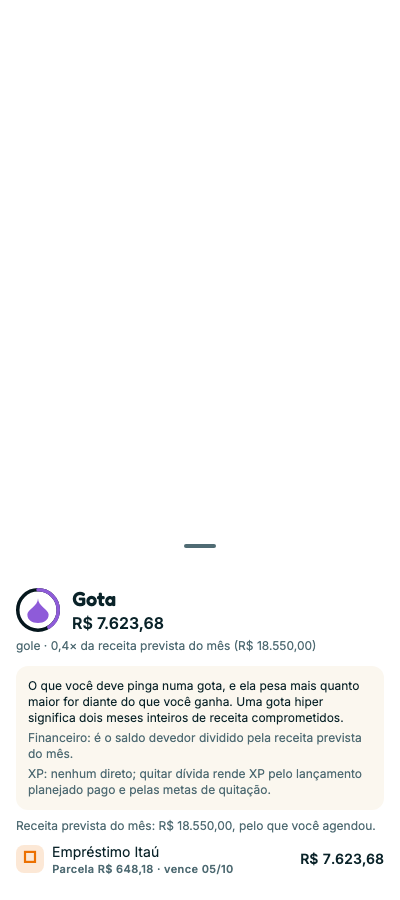 Gota
R$ 7.623,68
gole · 0,4× da receita prevista do mês (R$ 18.550,00)
O que você deve pinga numa gota, e ela pesa mais quanto
maior for diante do que você ganha. Uma gota hiper
significa dois meses inteiros de receita comprometidos.
Financeiro: é o saldo devedor dividido pela receita prevista
do mês.
XP: nenhum direto; quitar dívida rende XP pelo lançamento
planejado pago e pelas metas de quitação.
Receita prevista do mês: R$ 18.550,00, pelo que você agendou.
Empréstimo Itaú
R$ 7.623,68
Parcela R$ 648,18 · vence 05/10